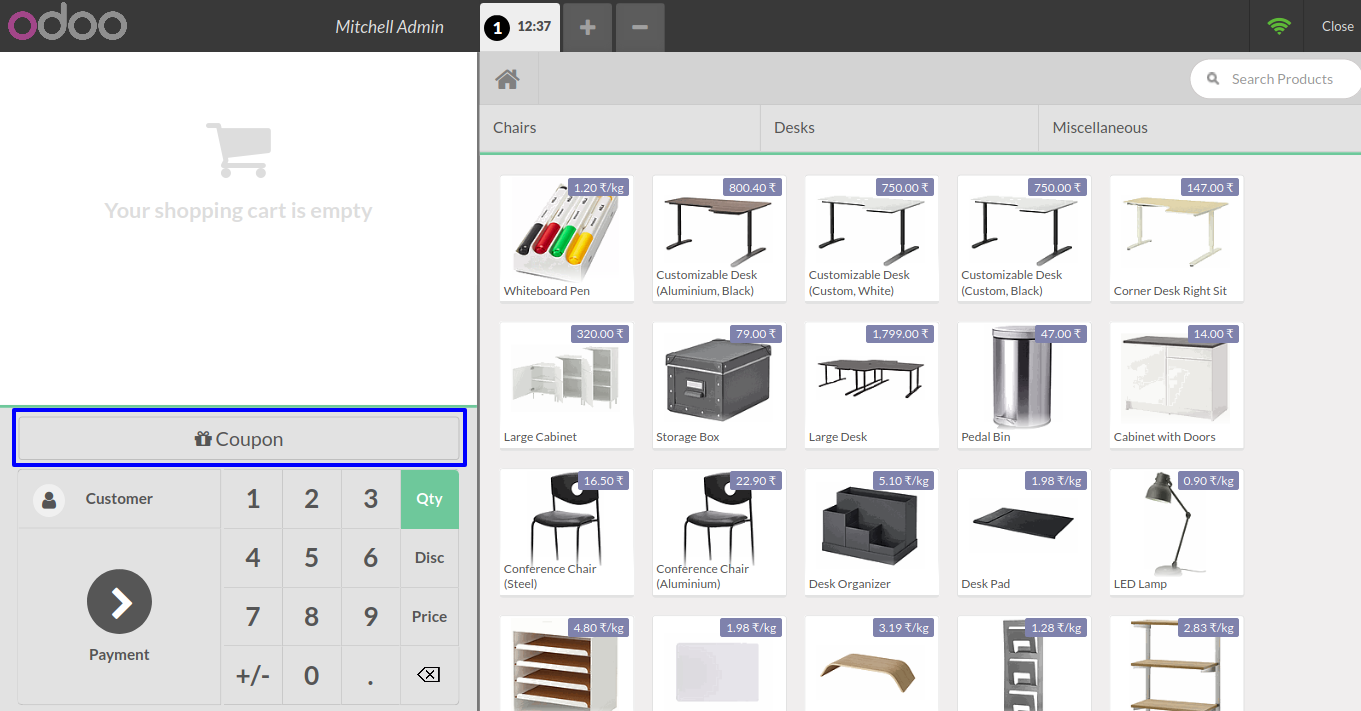 odoo
Mitchell Admin
1 12:37
Close
Search Products
Chairs Desks Miscellaneous
Your shopping cart is empty
1.20 ₹/kg
Whiteboard Pen
800.40 ₹
Customizable Desk
(Aluminium, Black)
750.00 ₹
Customizable Desk
(Custom, White)
750.00 ₹
Customizable Desk
(Custom, Black)
147.00 ₹
Corner Desk Right Sit
320.00 ₹
Large Cabinet
79.00 ₹
Storage Box
1,799.00 ₹
Large Desk
47.00 ₹
Pedal Bin
14.00 ₹
Cabinet with Doors
16.50 ₹
Conference Chair
(Steel)
22.90 ₹
Conference Chair
(Aluminium)
5.10 ₹/kg
Desk Organizer
1.98 ₹/kg
Desk Pad
0.90 ₹/kg
LED Lamp
4.80 ₹/kg
1.98 ₹/kg
3.19 ₹/kg
1.28 ₹/kg
2.83 ₹/kg
Coupon
Customer
1 2 3 Qty
4 5 6 Disc
7 8 9 Price
+/- 0 .
Payment